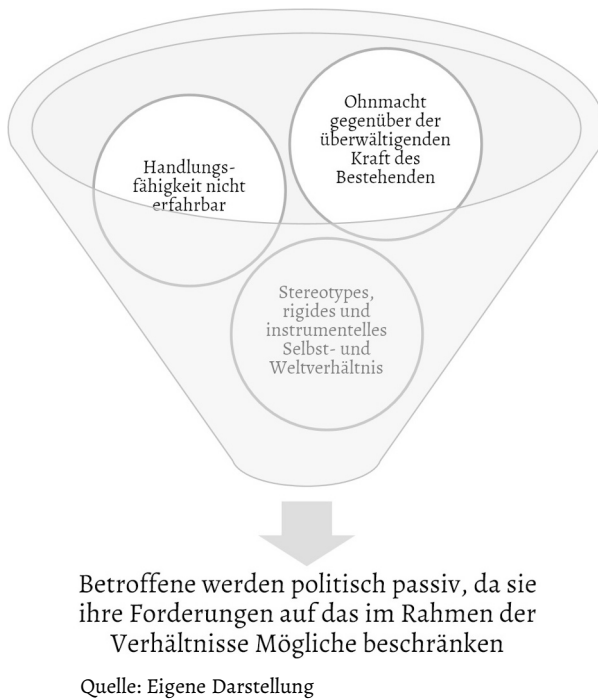 Ohnmacht
gegenüber der
überwältigenden
Kraft des
Bestehenden
Handlungs-
fähigkeit nicht
erfahrbar
Stereotypes,
rigides und
instrumentelles
Selbst- und
Weltverhältnis
Betroffene werden politisch passiv, da sie
ihre Forderungen auf das im Rahmen der
Verhältnisse Mögliche beschränken
Quelle: Eigene Darstellung